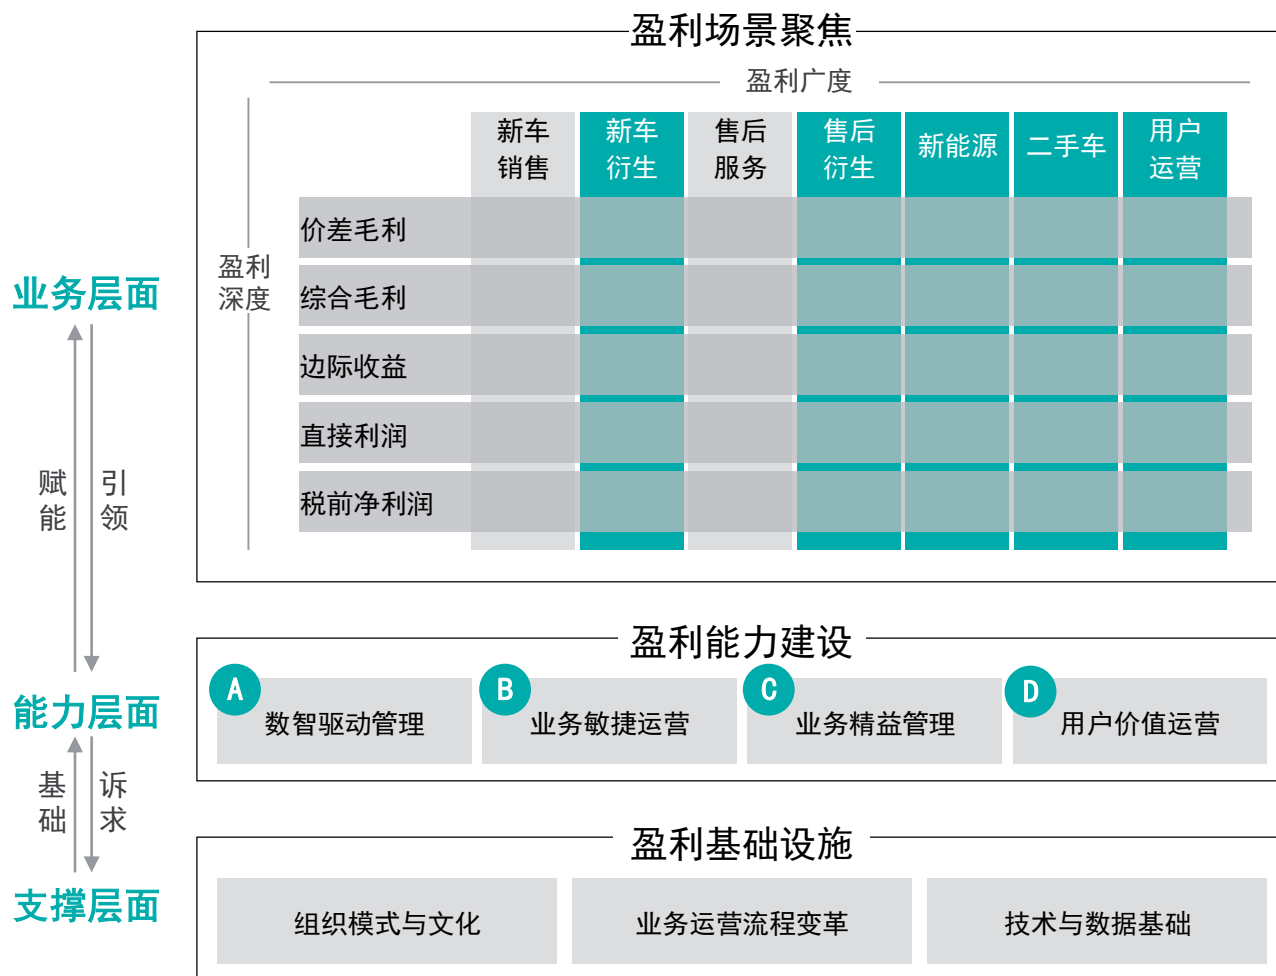 盈利场景聚焦
盈利广度
新车
销售
新车
衍生
售后
服务
售后
衍生
新能源
二手车
用户
运营
盈利
深度
价差毛利
综合毛利
边际收益
直接利润
税前净利润
业务层面
赋
能
引
领
能力层面
盈利能力建设
A
数智驱动管理
B
业务敏捷运营
C
业务精益管理
D
用户价值运营
基
础
诉
求
支撑层面
盈利基础设施
组织模式与文化
业务运营流程变革
技术与数据基础